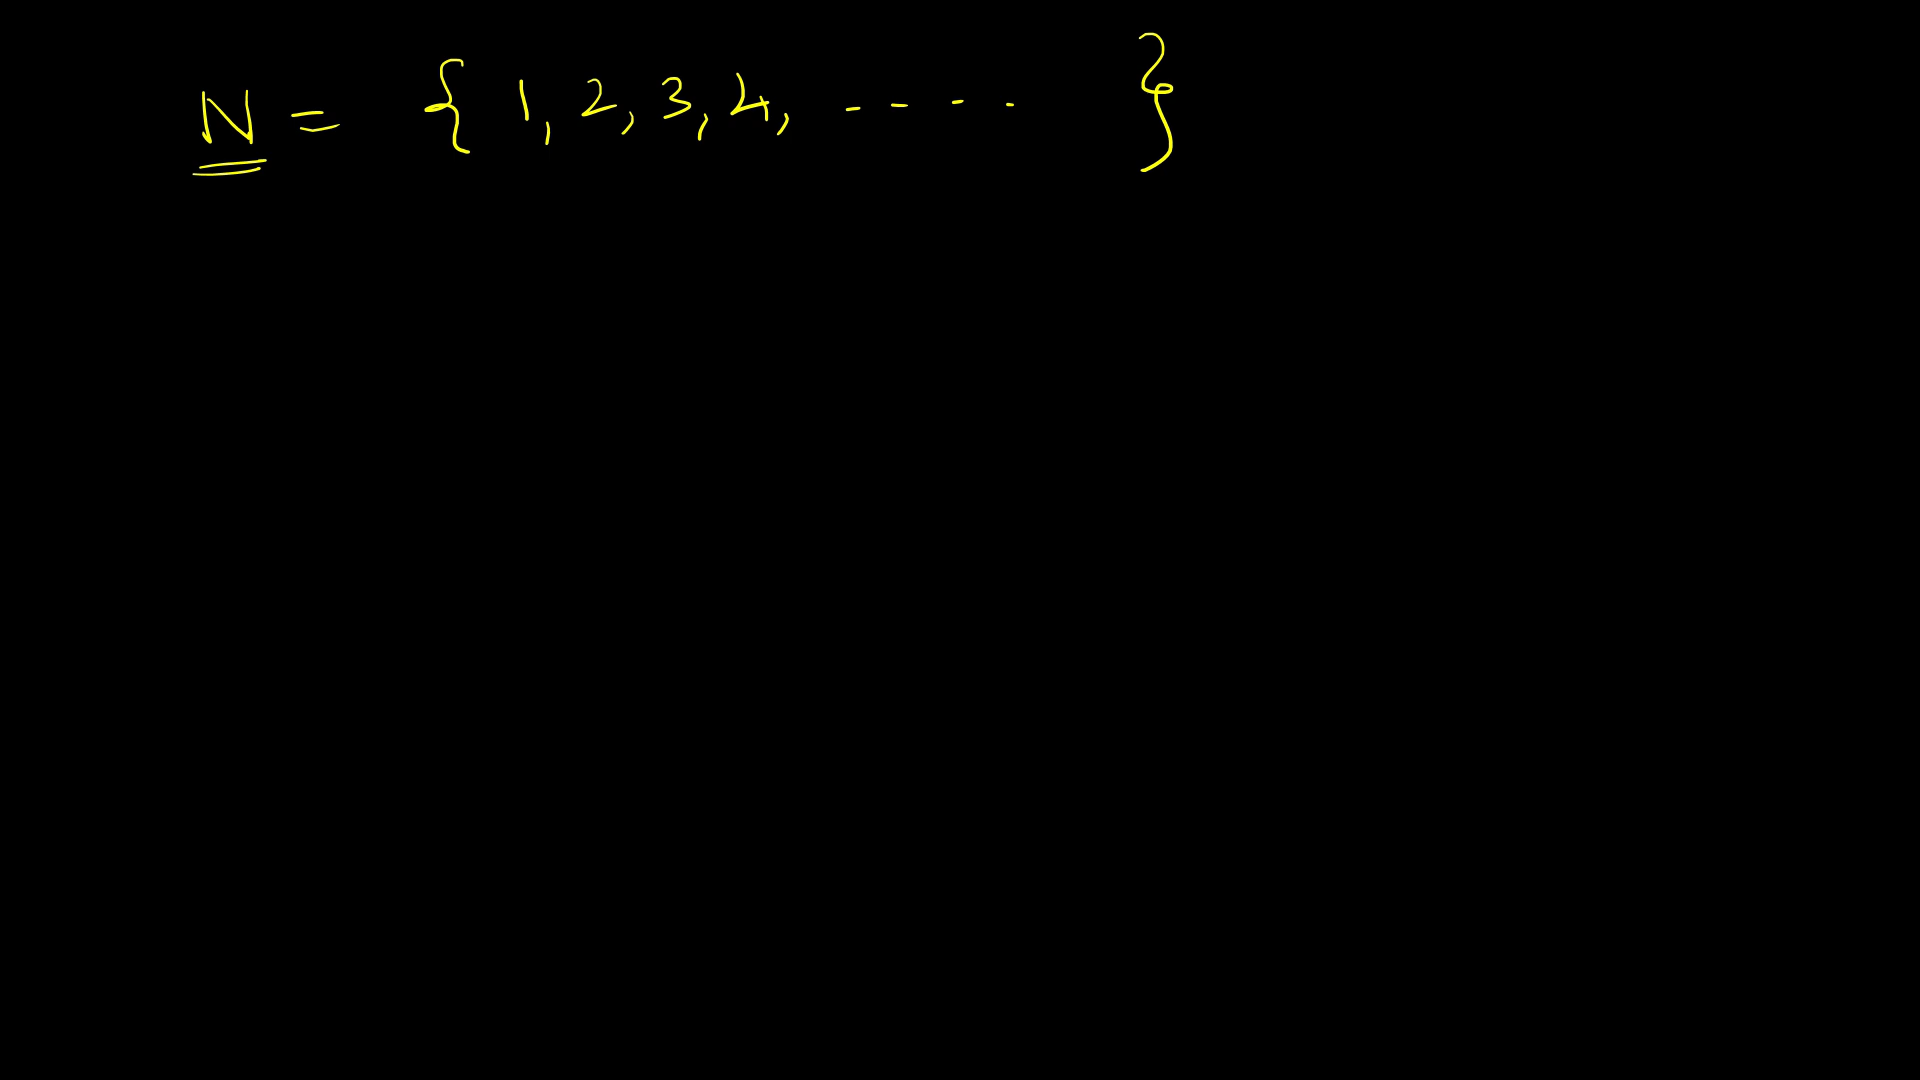 N = { 1, 2, 3, 4, - - - - }